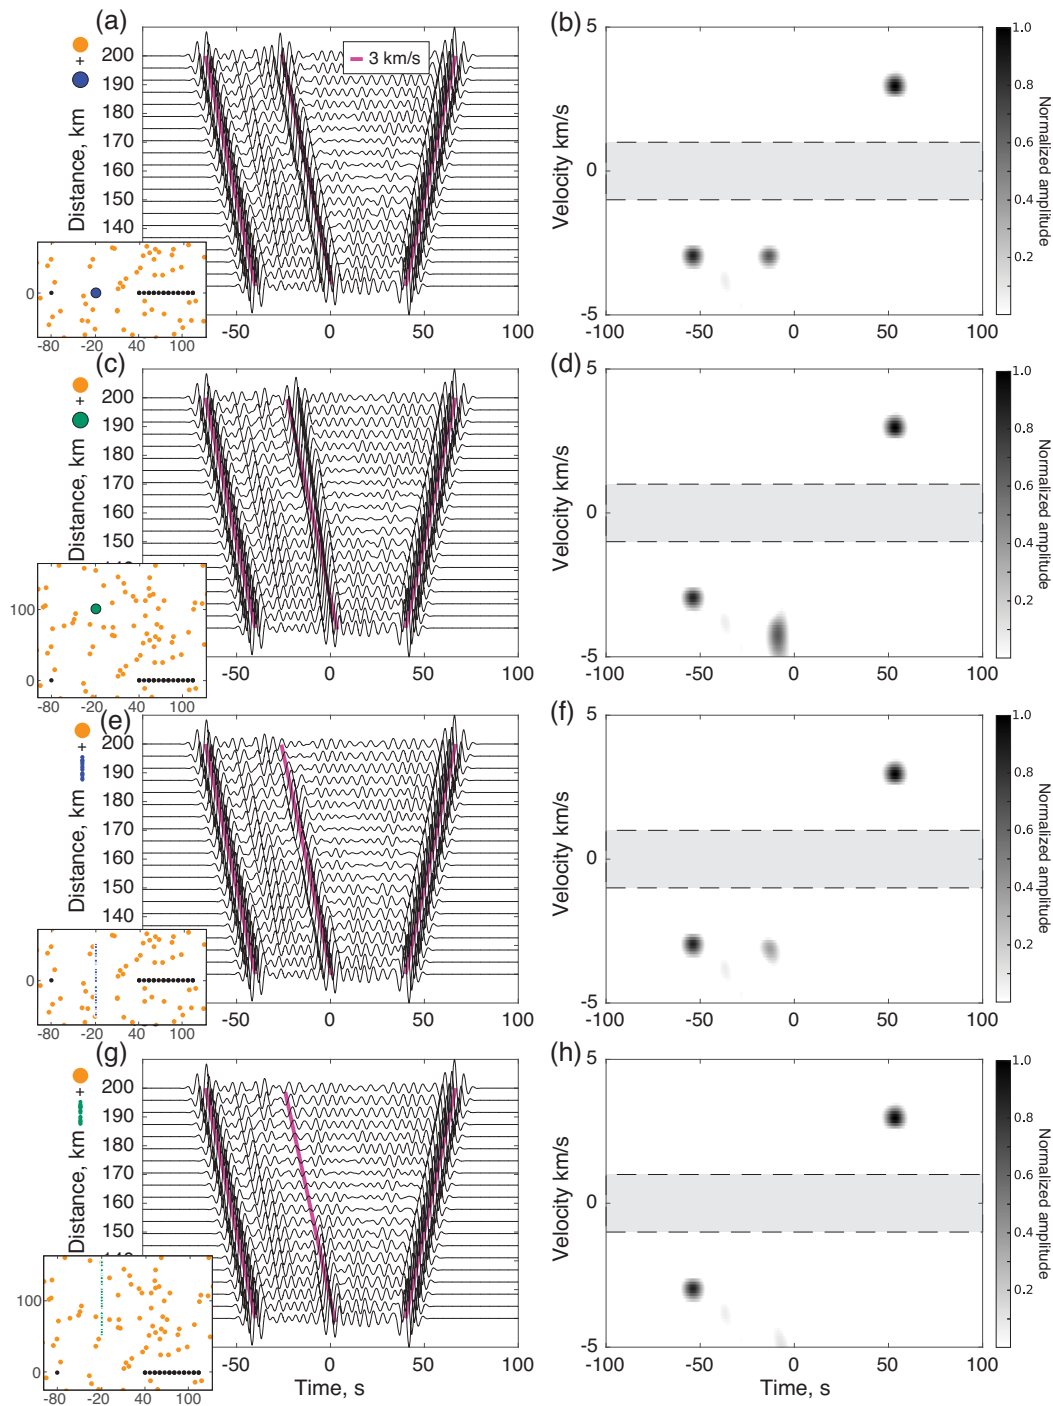 (a)
(b)
+
Distance, km
200
190
180
170
160
150
140
3 km/s
0
-80 -20 40 100
-50 0 50 100
Velocity km/s
5
0
-5
-100 -50 0 50 100
1.0
0.8
0.6
0.4
0.2
Normalized amplitude
(c)
(d)
+
Distance, km
200
190
180
170
160
150
140
100
0
-80 -20 40 100
-50 0 50 100
Velocity km/s
5
0
-5
-100 -50 0 50 100
1.0
0.8
0.6
0.4
0.2
Normalized amplitude
(e)
(f)
+
Distance, km
200
190
180
170
160
150
140
0
-80 -20 40 100
-50 0 50 100
Velocity km/s
5
0
-5
-100 -50 0 50 100
1.0
0.8
0.6
0.4
0.2
Normalized amplitude
(g)
(h)
+
Distance, km
200
190
180
170
160
150
140
100
0
-80 -20 40 100
-50 0 50 100
Time, s
Velocity km/s
5
0
-5
-100 -50 0 50 100
Time, s
1.0
0.8
0.6
0.4
0.2
Normalized amplitude